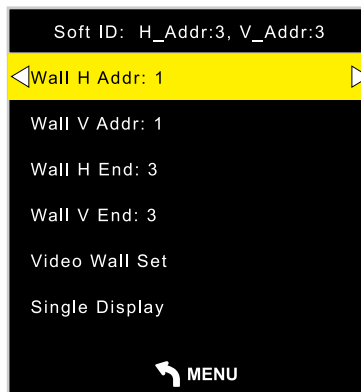 Soft ID: H_Addr:3, V_Addr:3
Wall H Addr: 1
Wall V Addr: 1
Wall H End: 3
Wall V End: 3
Video Wall Set
Single Display
MENU